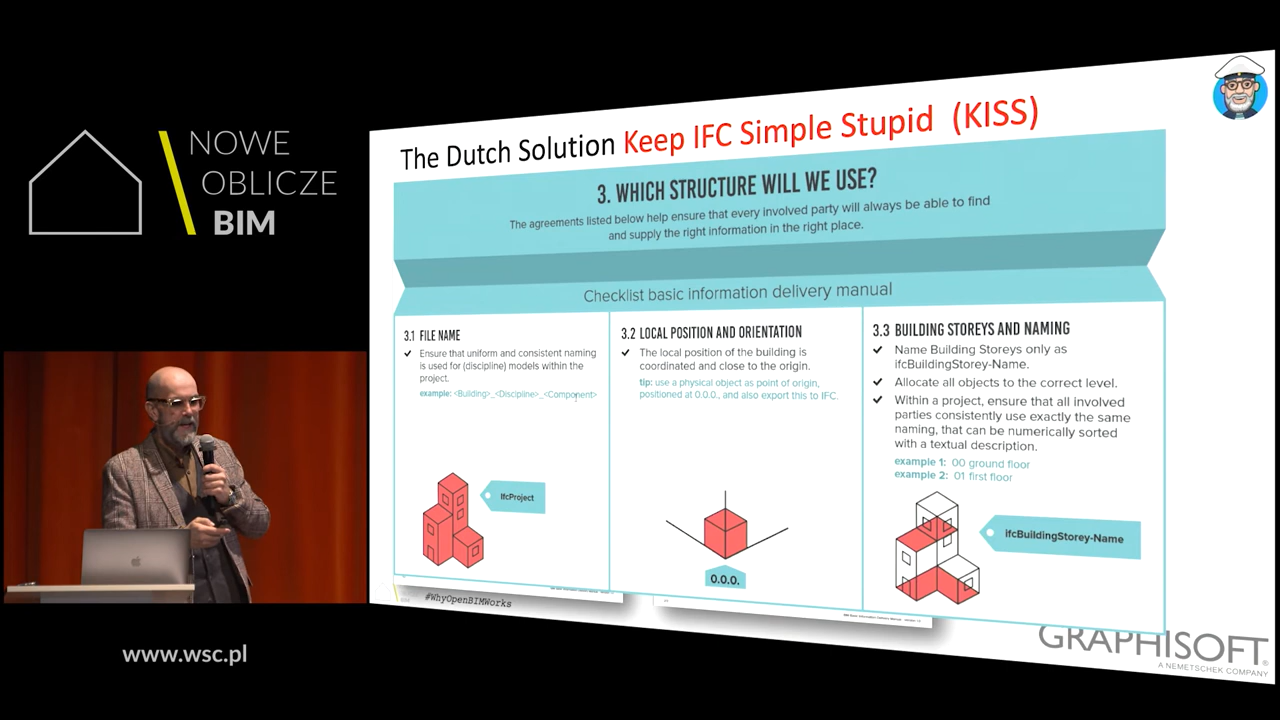 NOWE
OBLICZE
BIM
www.wsc.pl
The Dutch Solution Keep IFC Simple Stupid (KISS)
3. WHICH STRUCTURE WILL WE USE?
The agreements listed below help ensure that every involved party will always be able to find
and supply the right information in the right place.
Checklist basic information delivery manual
3.1 FILE NAME
Ensure that uniform and consistent naming
is used for (discipline) models within the
project.
example: <Building>_<Discipline>_<Component>
IfcProject
3.2 LOCAL POSITION AND ORIENTATION
The local position of the building is
coordinated and close to the origin.
tip: use a physical object as point of origin,
positioned at 0.0.0., and also export this to IFC.
0.0.0.
3.3 BUILDING STOREYS AND NAMING
Name Building Storeys only as
ifcBuildingStorey-Name.
Allocate all objects to the correct level.
Within a project, ensure that all involved
parties consistently use exactly the same
naming, that can be numerically sorted
with a textual description.
example 1: 00 ground floor
example 2: 01 first floor
ifcBuildingStorey-Name
#WhyOpenBIMWorks
GRAPHISOFT®
A NEMETSCHEK COMPANY